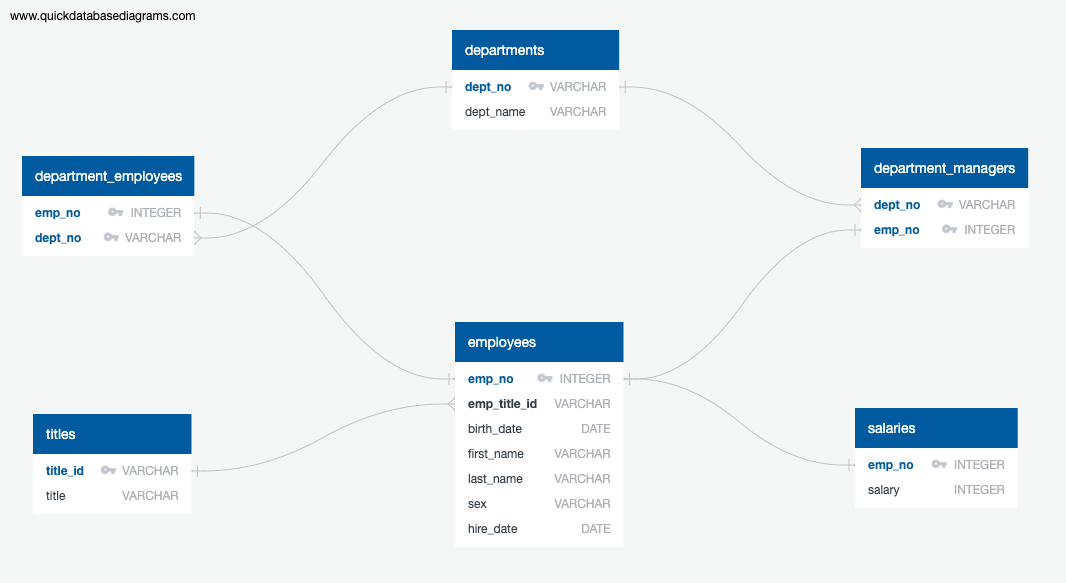 www.quickdatabasediagrams.com
departments
dept_no VARCHAR
dept_name VARCHAR
department_employees
emp_no INTEGER
dept_no VARCHAR
department_managers
dept_no VARCHAR
emp_no INTEGER
employees
emp_no INTEGER
emp_title_id VARCHAR
birth_date DATE
first_name VARCHAR
last_name VARCHAR
sex VARCHAR
hire_date DATE
titles
title_id VARCHAR
title VARCHAR
salaries
emp_no INTEGER
salary INTEGER